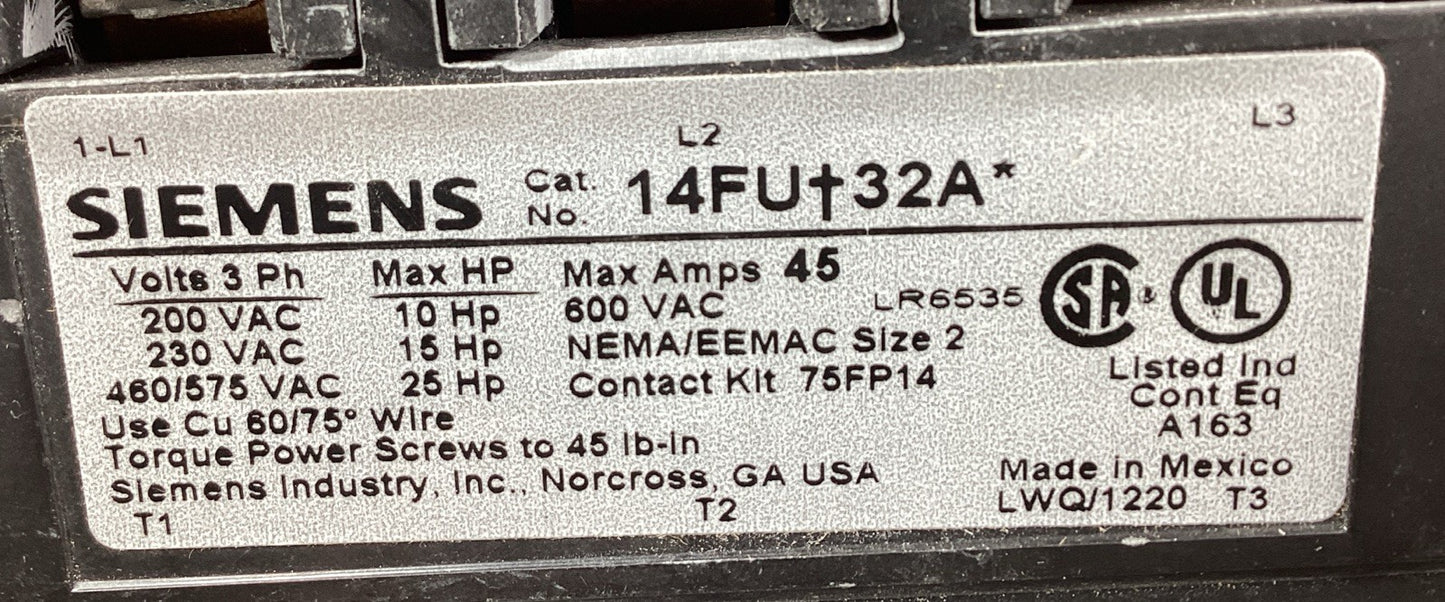 1-L1 L2 L3
SIEMENS Cat. No. 14FU†32A*
Volts 3 Ph Max HP Max Amps 45
200 VAC 10 Hp 600 VAC LR6535 SA & UL
230 VAC 15 Hp NEMA/EEMAC Size 2
460/575 VAC 25 Hp Contact Kit 75FP14
Listed Ind
Cont Eq
A163
Use Cu 60/75° Wire
Torque Power Screws to 45 lb-in
Siemens Industry, Inc., Norcross, GA USA
Made in Mexico
LWQ/1220 T3
T1 T2